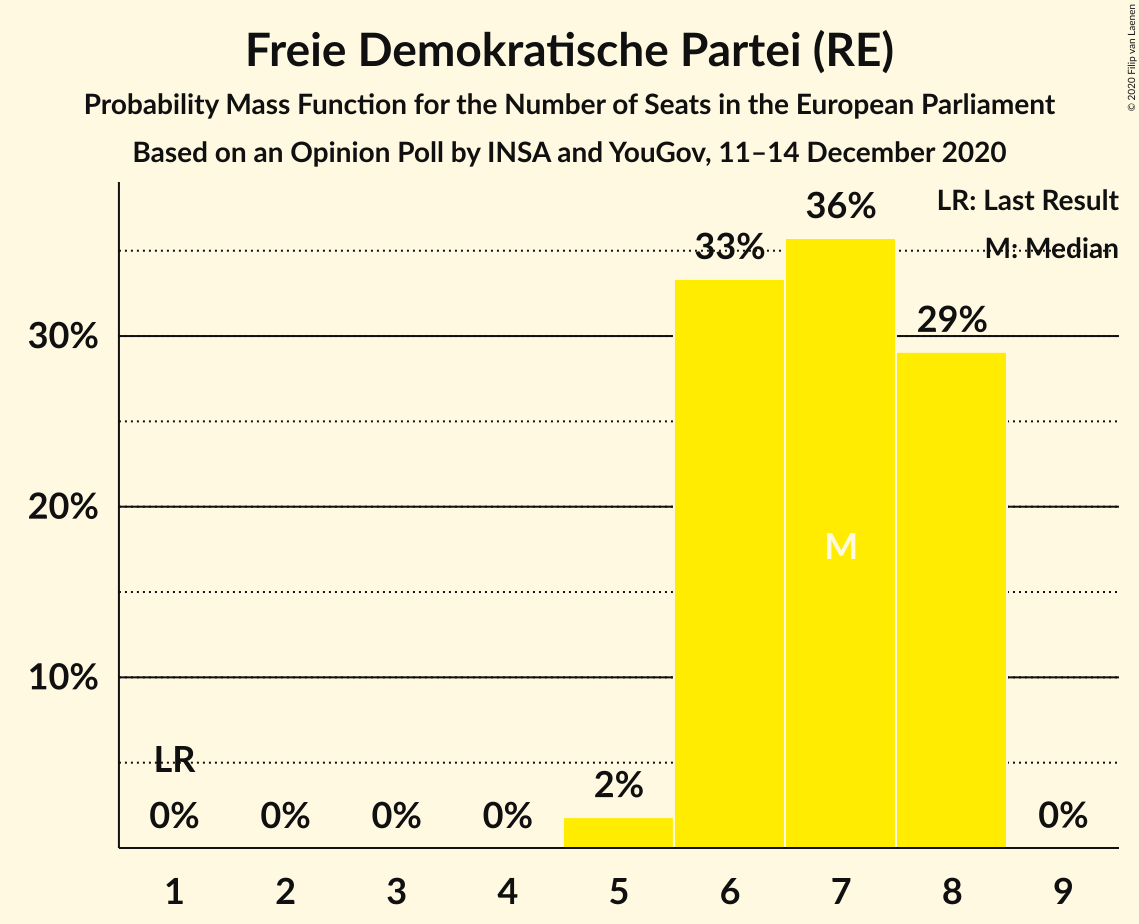 Freie Demokratische Partei (RE)
Probability Mass Function for the Number of Seats in the European Parliament
Based on an Opinion Poll by INSA and YouGov, 11–14 December 2020
© 2020 Filip van Laenen
LR: Last Result
M: Median
36%
33%
29%
30%
20%
M
10%
LR
2%
0% 0% 0% 0% 0%
1 2 3 4 5 6 7 8 9